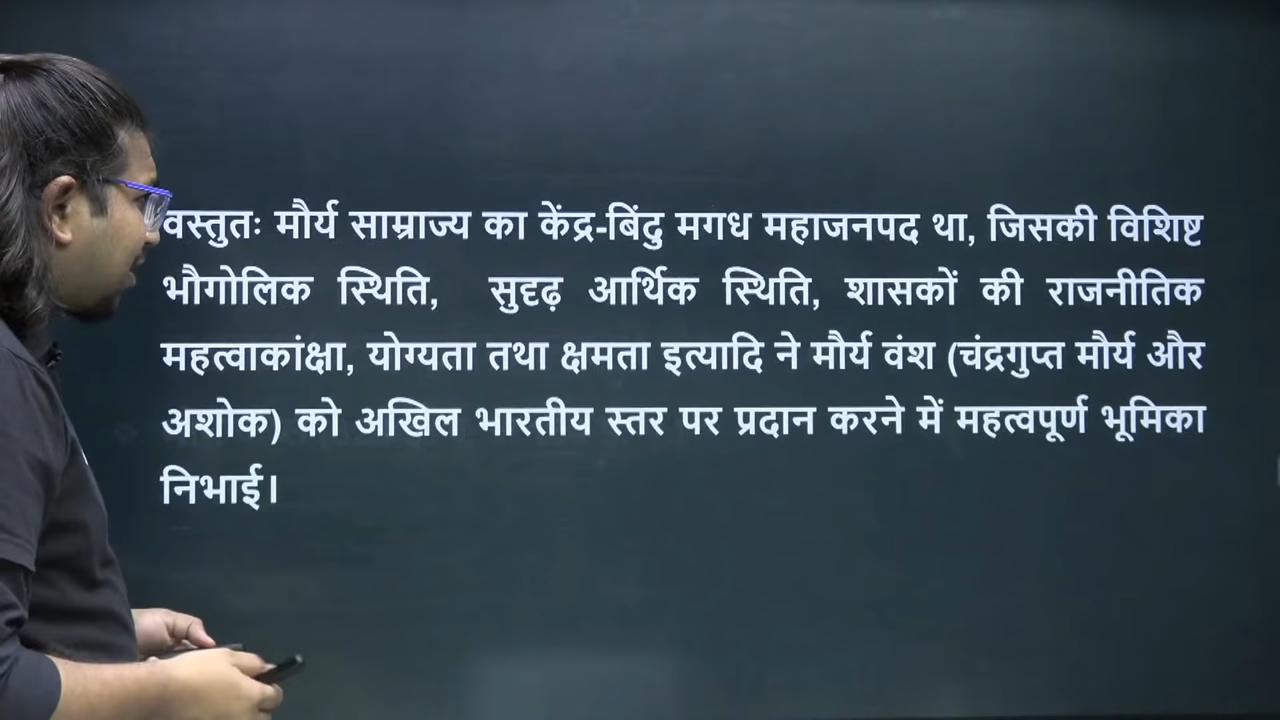 वस्तुतः मौर्य साम्राज्य का केंद्र-बिंदु मगध महाजनपद था, जिसकी विशिष्ट
भौगोलिक स्थिति, सुदृढ़ आर्थिक स्थिति, शासकों की राजनीतिक
महत्वाकांक्षा, योग्यता तथा क्षमता इत्यादि ने मौर्य वंश (चंद्रगुप्त मौर्य और
अशोक) को अखिल भारतीय स्तर पर प्रदान करने में महत्वपूर्ण भूमिका
निभाई।